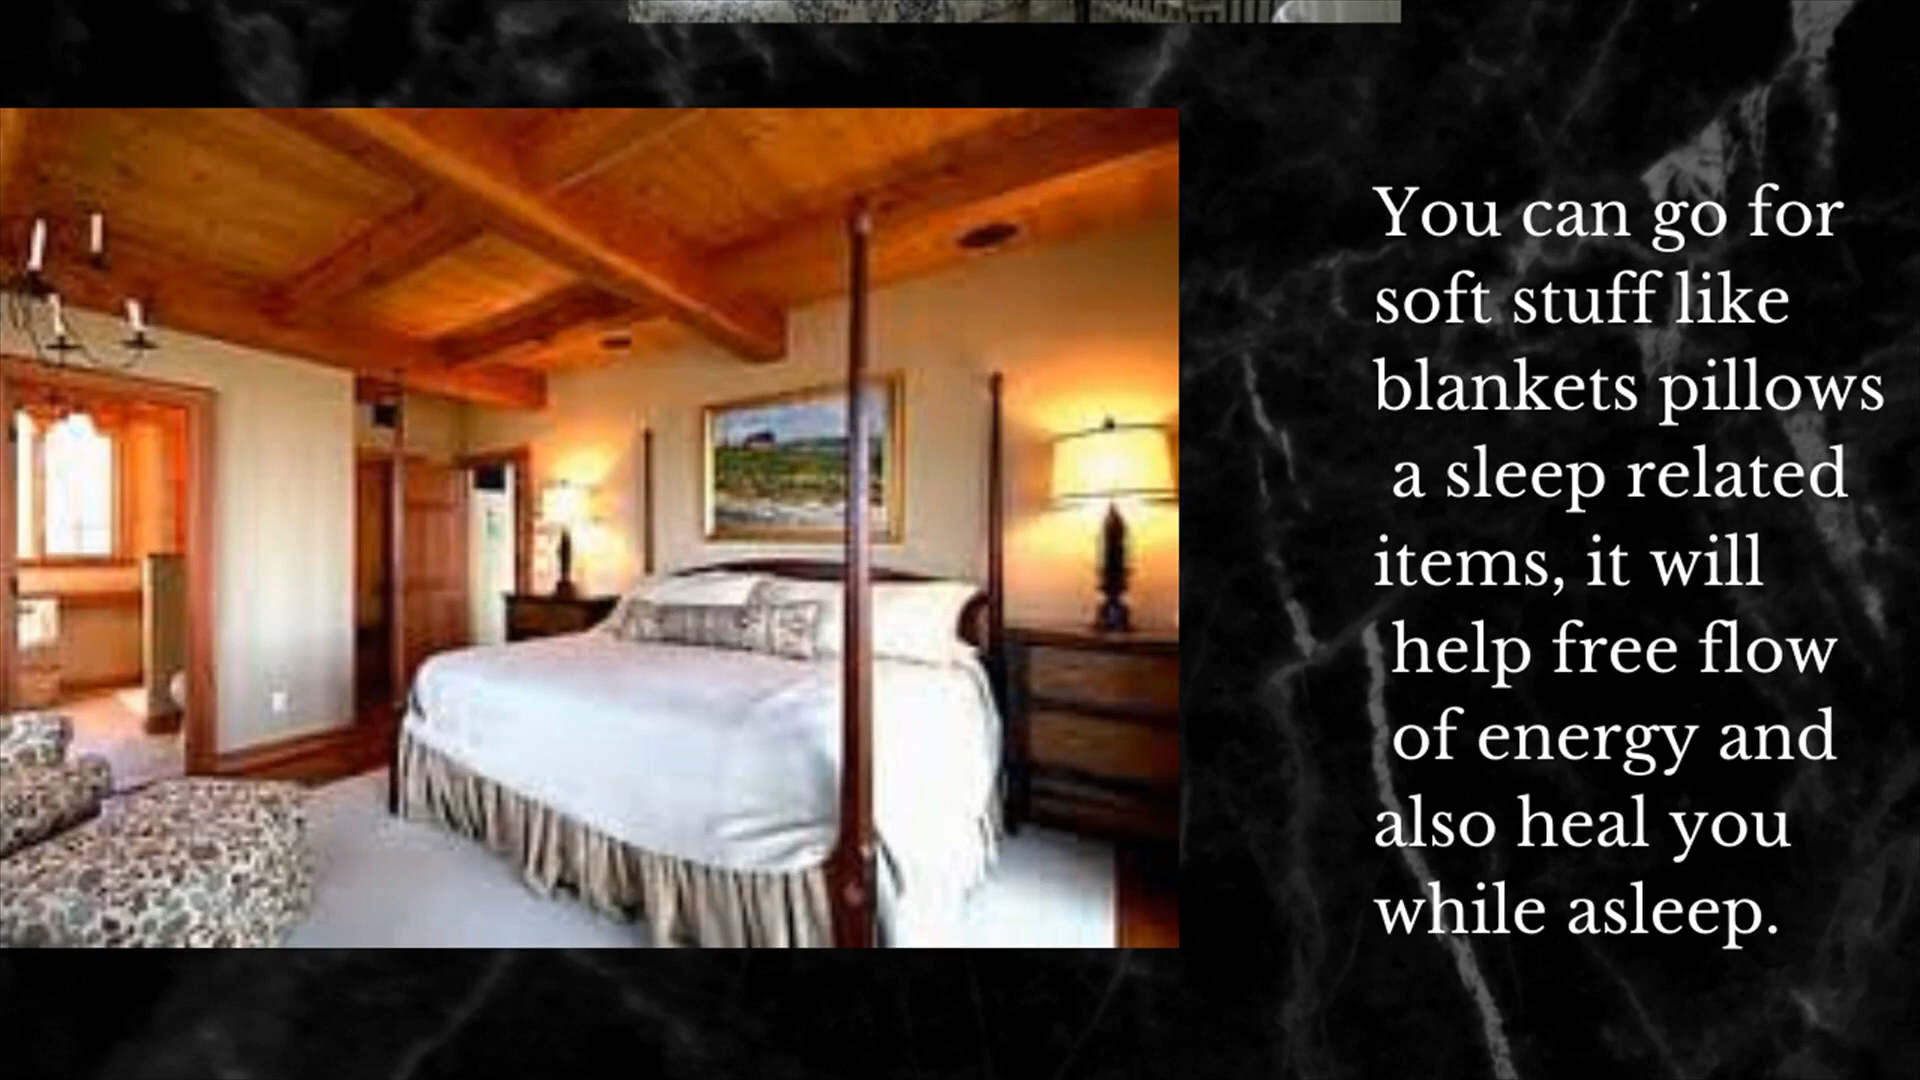 You can go for
soft stuff like
blankets pillows
a sleep related
items, it will
help free flow
of energy and
also heal you
while asleep.